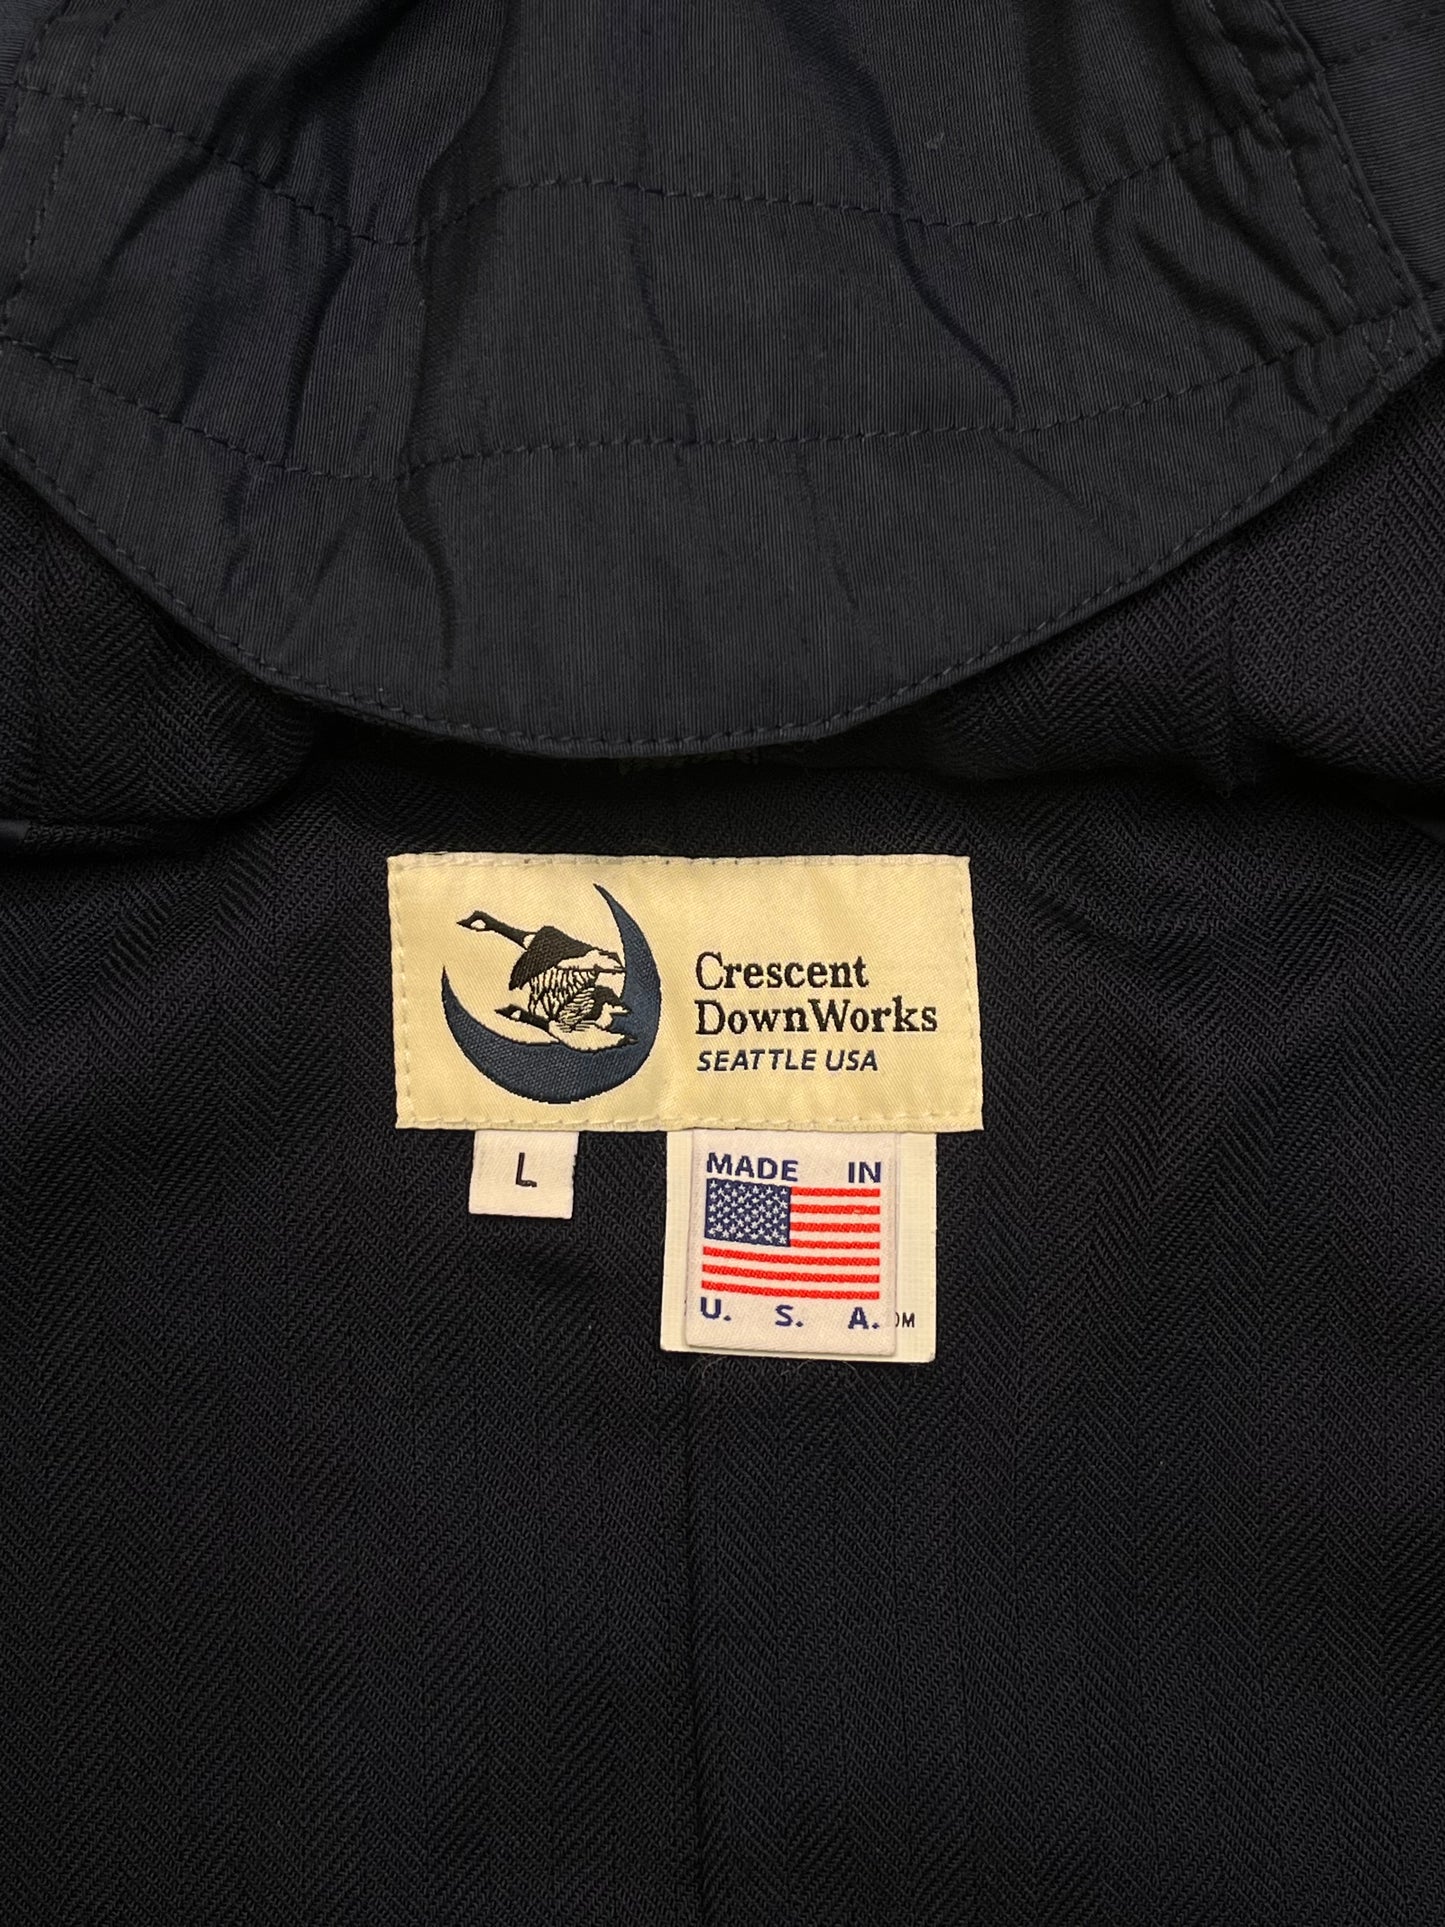 Crescent
DownWorks
SEATTLE USA
L
MADE IN
U. S. A.